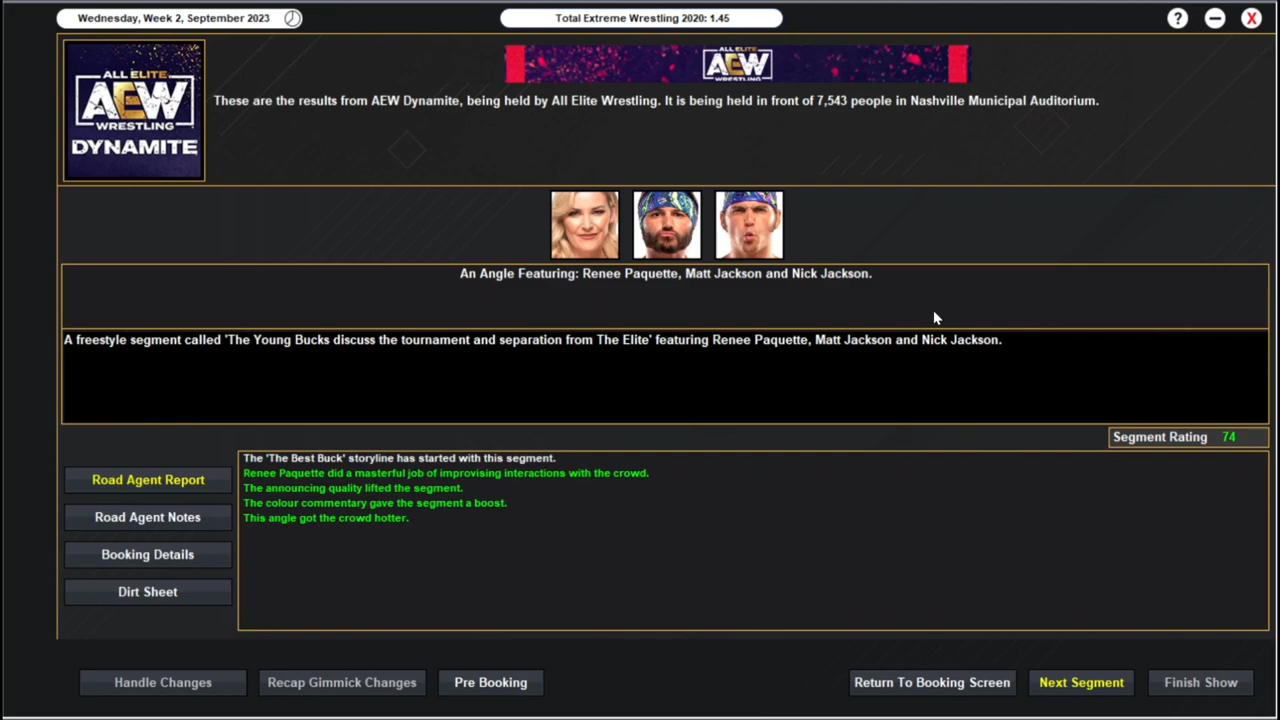 Wednesday, Week 2, September 2023
Total Extreme Wrestling 2020: 1.45
?
X
ALL ELITE
AEW
WRESTLING
DYNAMITE
AEW
WRESTLING
These are the results from AEW Dynamite, being held by All Elite Wrestling. It is being held in front of 7,543 people in Nashville Municipal Auditorium.
An Angle Featuring: Renee Paquette, Matt Jackson and Nick Jackson.
A freestyle segment called 'The Young Bucks discuss the tournament and separation from The Elite' featuring Renee Paquette, Matt Jackson and Nick Jackson.
Segment Rating 74
Road Agent Report
Road Agent Notes
Booking Details
Dirt Sheet
The 'The Best Buck' storyline has started with this segment.
Renee Paquette did a masterful job of improvising interactions with the crowd.
The announcing quality lifted the segment.
The colour commentary gave the segment a boost.
This angle got the crowd hotter.
Handle Changes
Recap Gimmick Changes
Pre Booking
Return To Booking Screen
Next Segment
Finish Show